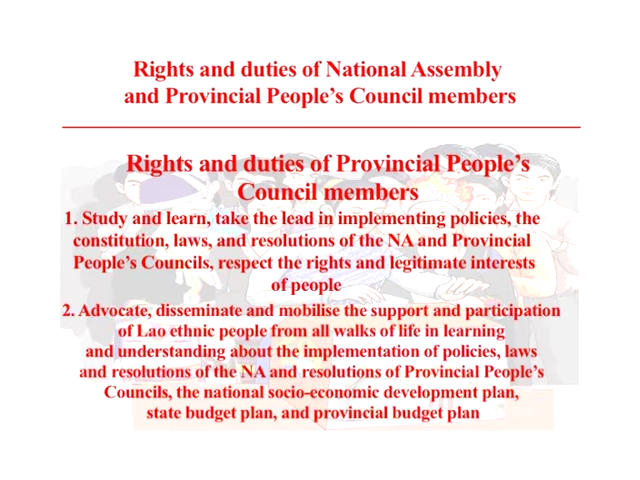 Rights and duties of National Assembly
and Provincial People’s Council members
Rights and duties of Provincial People’s
Council members
1. Study and learn, take the lead in implementing policies, the
constitution, laws, and resolutions of the NA and Provincial
People’s Councils, respect the rights and legitimate interests
of people
2. Advocate, disseminate and mobilise the support and participation
of Lao ethnic people from all walks of life in learning
and understanding about the implementation of policies, laws
and resolutions of the NA and resolutions of Provincial People’s
Councils, the national socio-economic development plan,
state budget plan, and provincial budget plan